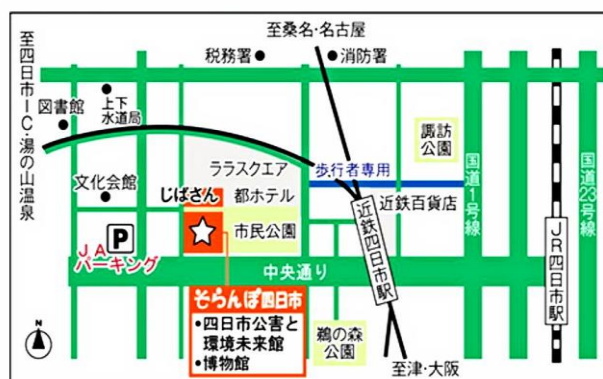 至桑名・名古屋
税務署
消防署
至四日市IC・湯の山温泉
図書館
上下
水道局
諏訪
公園
国道1号線
国道23号線
ララスクエア
歩行者専用
文化会館
じばさん
都ホテル
近鉄百貨店
P
JA
パーキング
市民公園
近鉄四日市駅
JR四日市駅
中央通り
そらんぽ四日市
•四日市公害と
環境未来館
•博物館
鵜の森
公園
N
至津・大阪